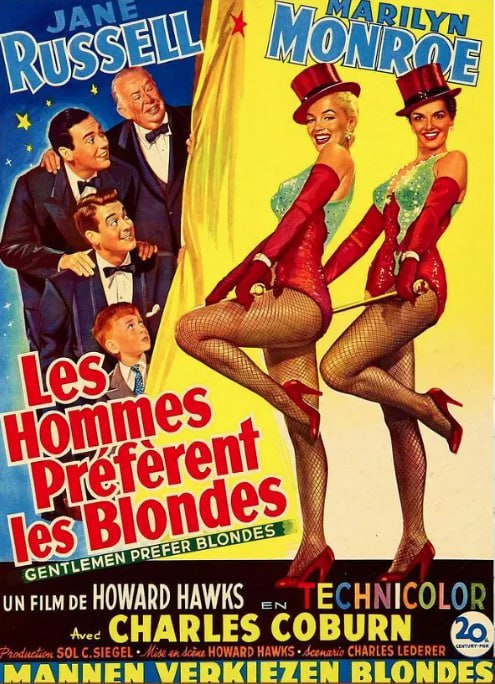 JANE
RUSSELL
MARILYN
MONROE
Les
Hommes
Préfèrent
les Blondes
GENTLEMEN PREFER BLONDES
UN FILM DE HOWARD HAWKS EN TECHNICOLOR
Avec CHARLES COBURN
Production SOL C. SIEGEL - Mise en scène HOWARD HAWKS - Scenario CHARLES LEDERER
20
CENTURY-FOX
MANNEN VERKIEZEN BLONDES